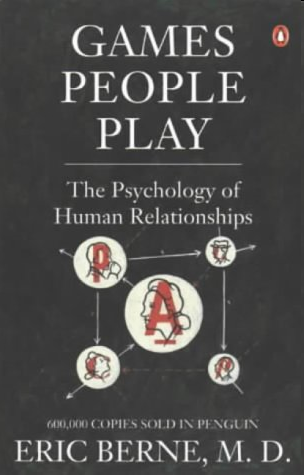 GAMES
PEOPLE
PLAY
The Psychology of
Human Relationships
P
A
600,000 COPIES SOLD IN PENGUIN
ERIC BERNE, M. D.